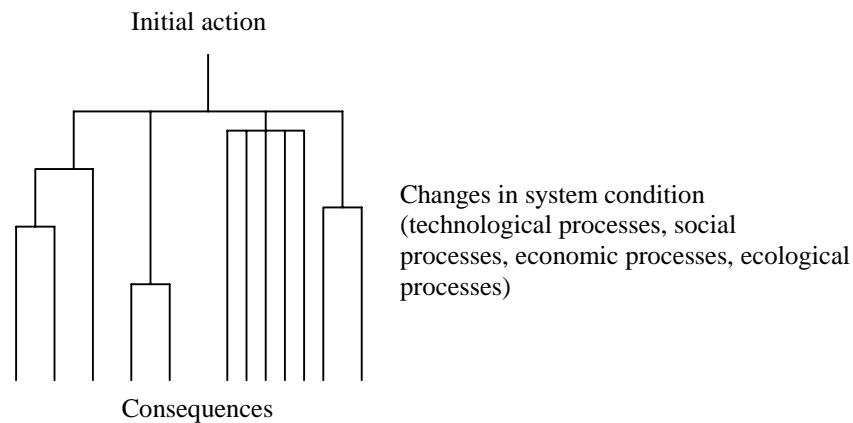 Initial action
Changes in system condition
(technological processes, social
processes, economic processes, ecological
processes)
Consequences